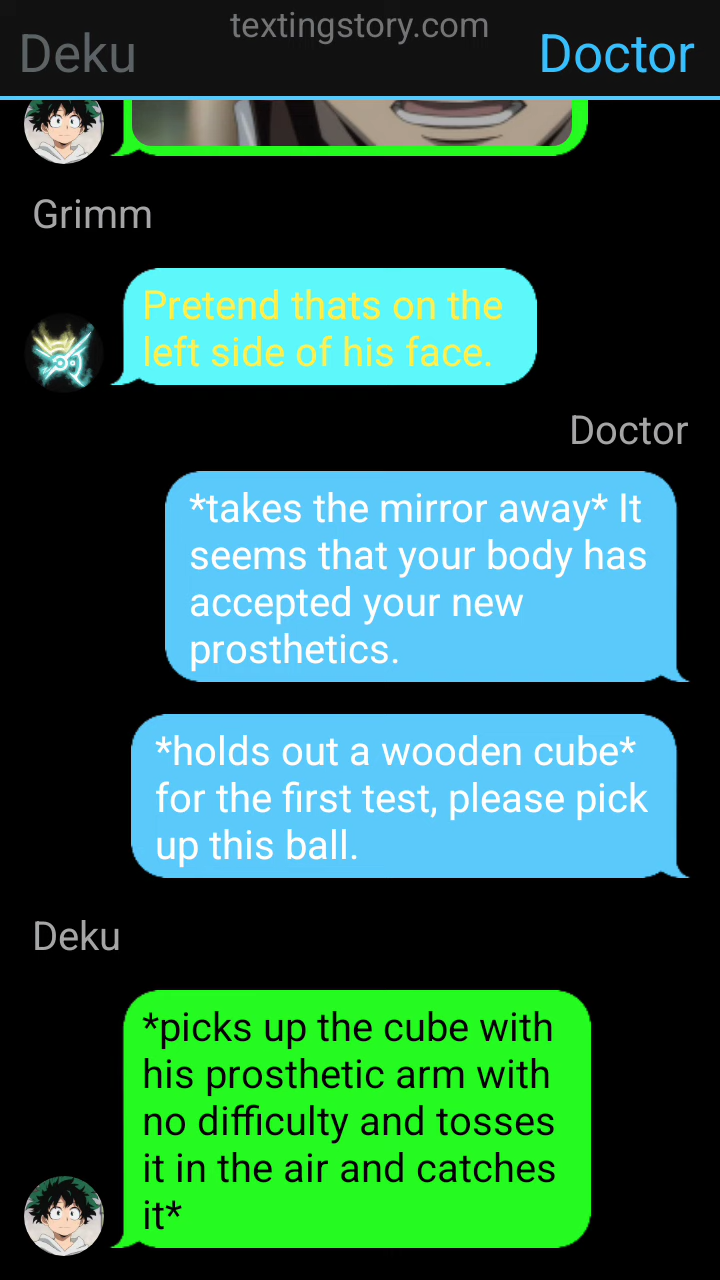 textingstory.com
Deku
Doctor
Grimm
Pretend thats on the
left side of his face.
Doctor
*takes the mirror away* It
seems that your body has
accepted your new
prosthetics.
*holds out a wooden cube*
for the first test, please pick
up this ball.
Deku
*picks up the cube with
his prosthetic arm with
no difficulty and tosses
it in the air and catches
it*